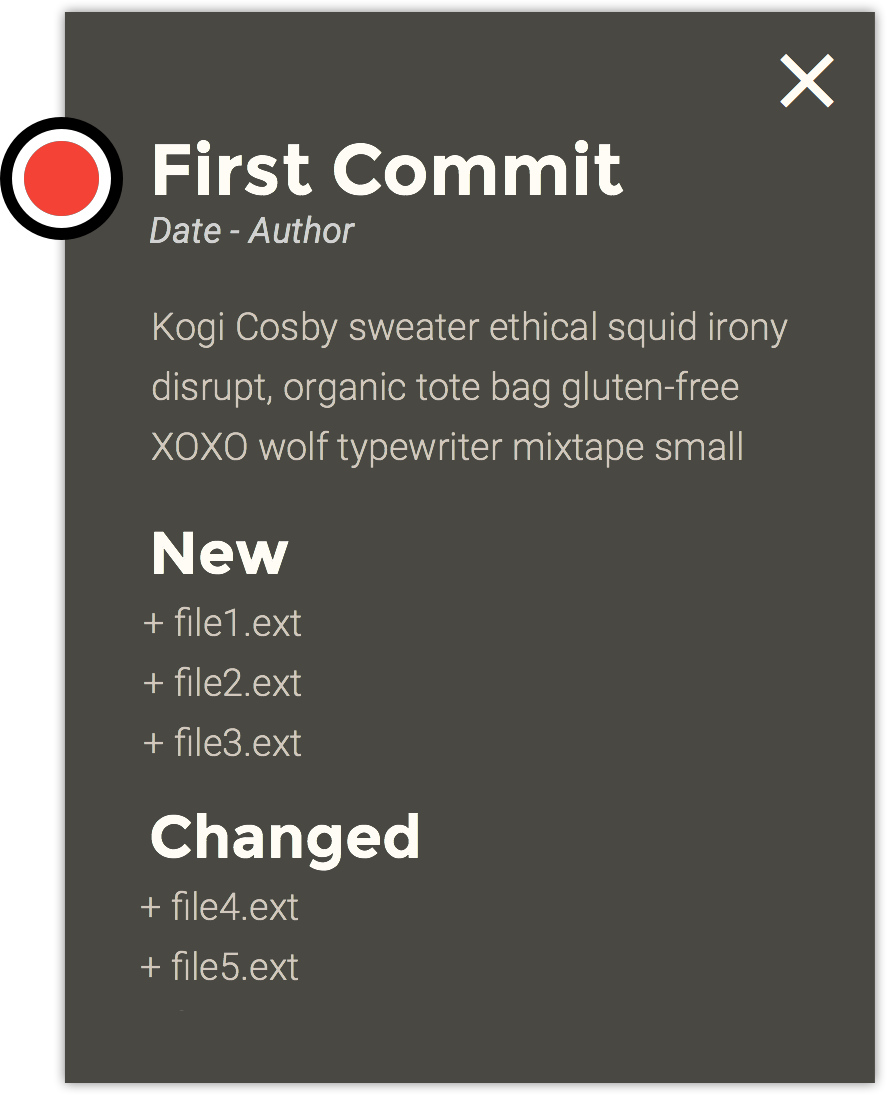 First Commit
Date - Author
Kogi Cosby sweater ethical squid irony
disrupt, organic tote bag gluten-free
XOXO wolf typewriter mixtape small
New
+ file1.ext
+ file2.ext
+ file3.ext
Changed
+ file4.ext
+ file5.ext